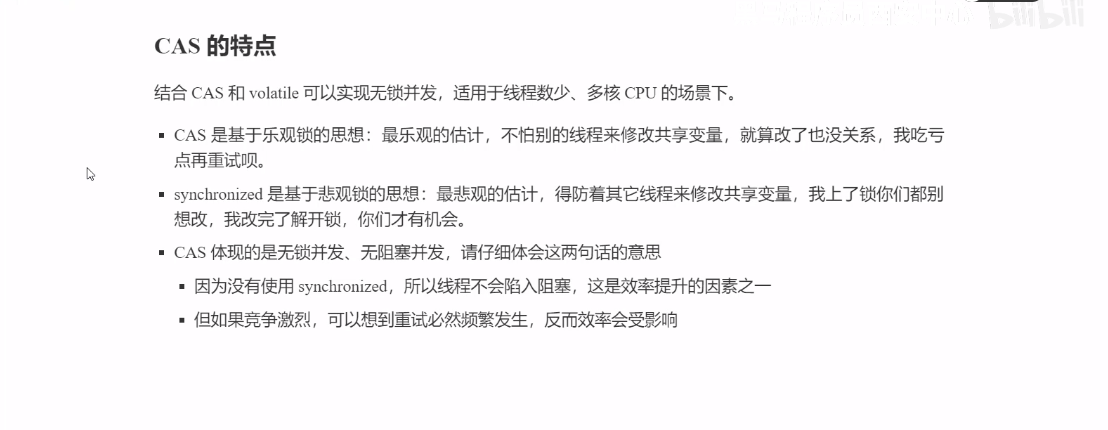 bilibili
CAS 的特点
结合 CAS 和 volatile 可以实现无锁并发，适用于线程数少、多核 CPU 的场景下。
▪ CAS 是基于乐观锁的思想：最乐观的估计，不怕别的线程来修改共享变量，就算改了也没关系，我吃亏
点再重试呗。
▪ synchronized 是基于悲观锁的思想：最悲观的估计，得防着其它线程来修改共享变量，我上了锁你们都别
想改，我改完了解开锁，你们才有机会。
▪ CAS 体现的是无锁并发、无阻塞并发，请仔细体会这两句话的意思
▪ 因为没有使用 synchronized，所以线程不会陷入阻塞，这是效率提升的因素之一
▪ 但如果竞争激烈，可以想到重试必然频繁发生，反而效率会受影响